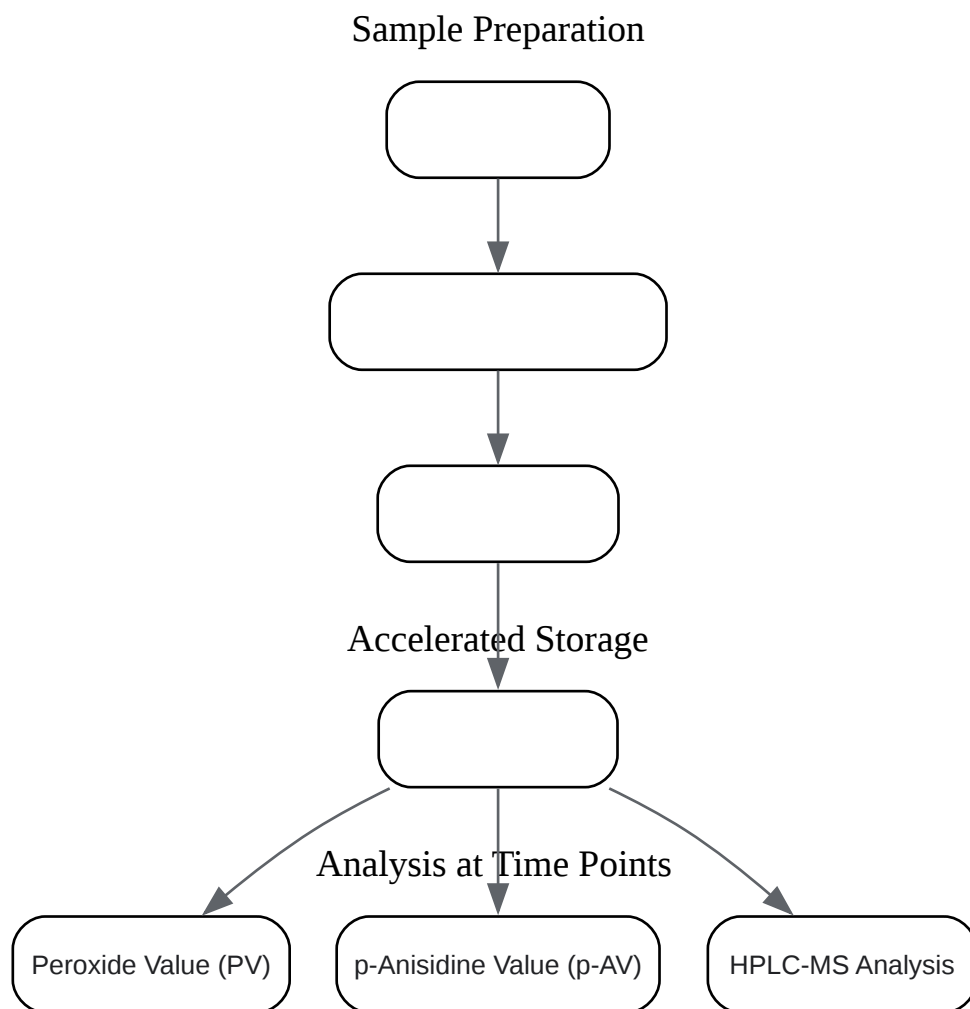 Sample Preparation
Accelerated Storage
Analysis at Time Points
Peroxide Value (PV)
p-Anisidine Value (p-AV)
HPLC-MS Analysis